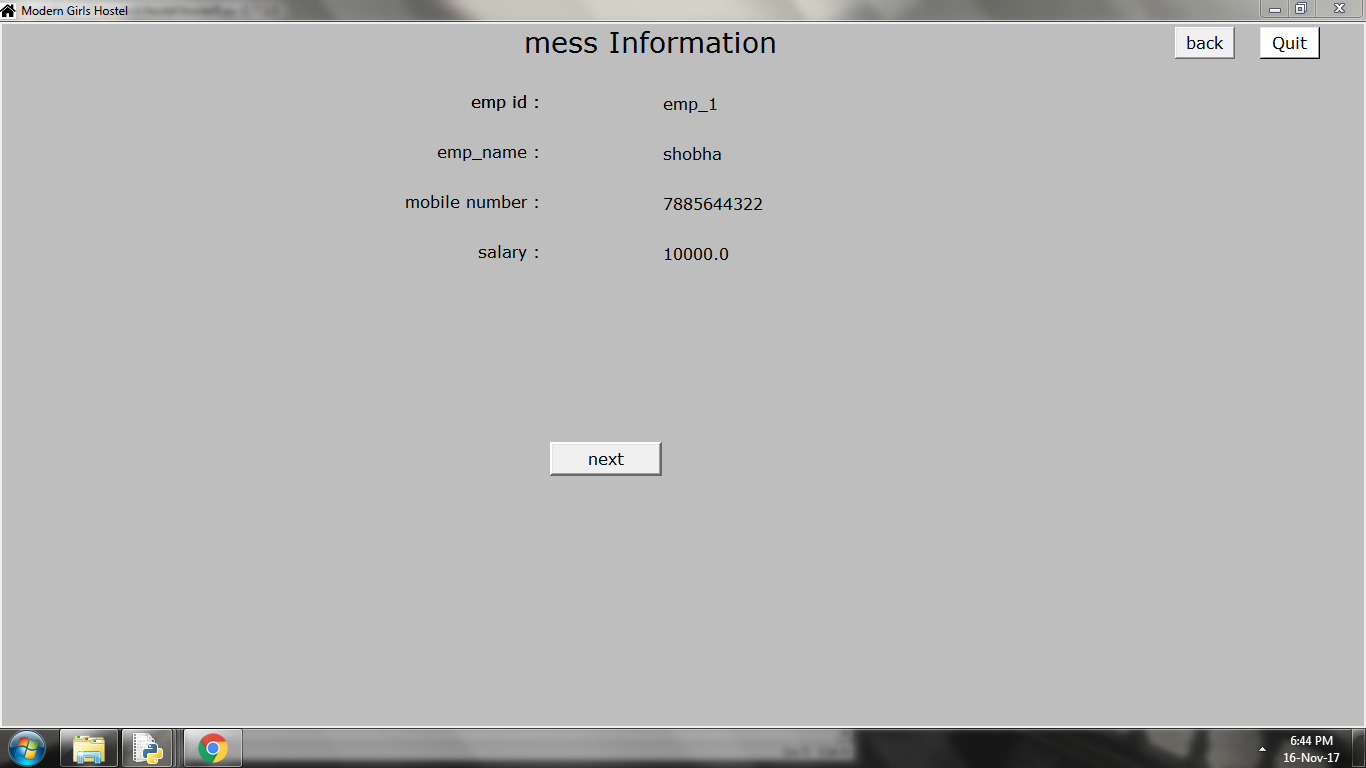 Modern Girls Hostel
mess Information
back
Quit
emp id :
emp_1
emp_name :
shobha
mobile number :
7885644322
salary :
10000.0
next
6:44 PM
16-Nov-17